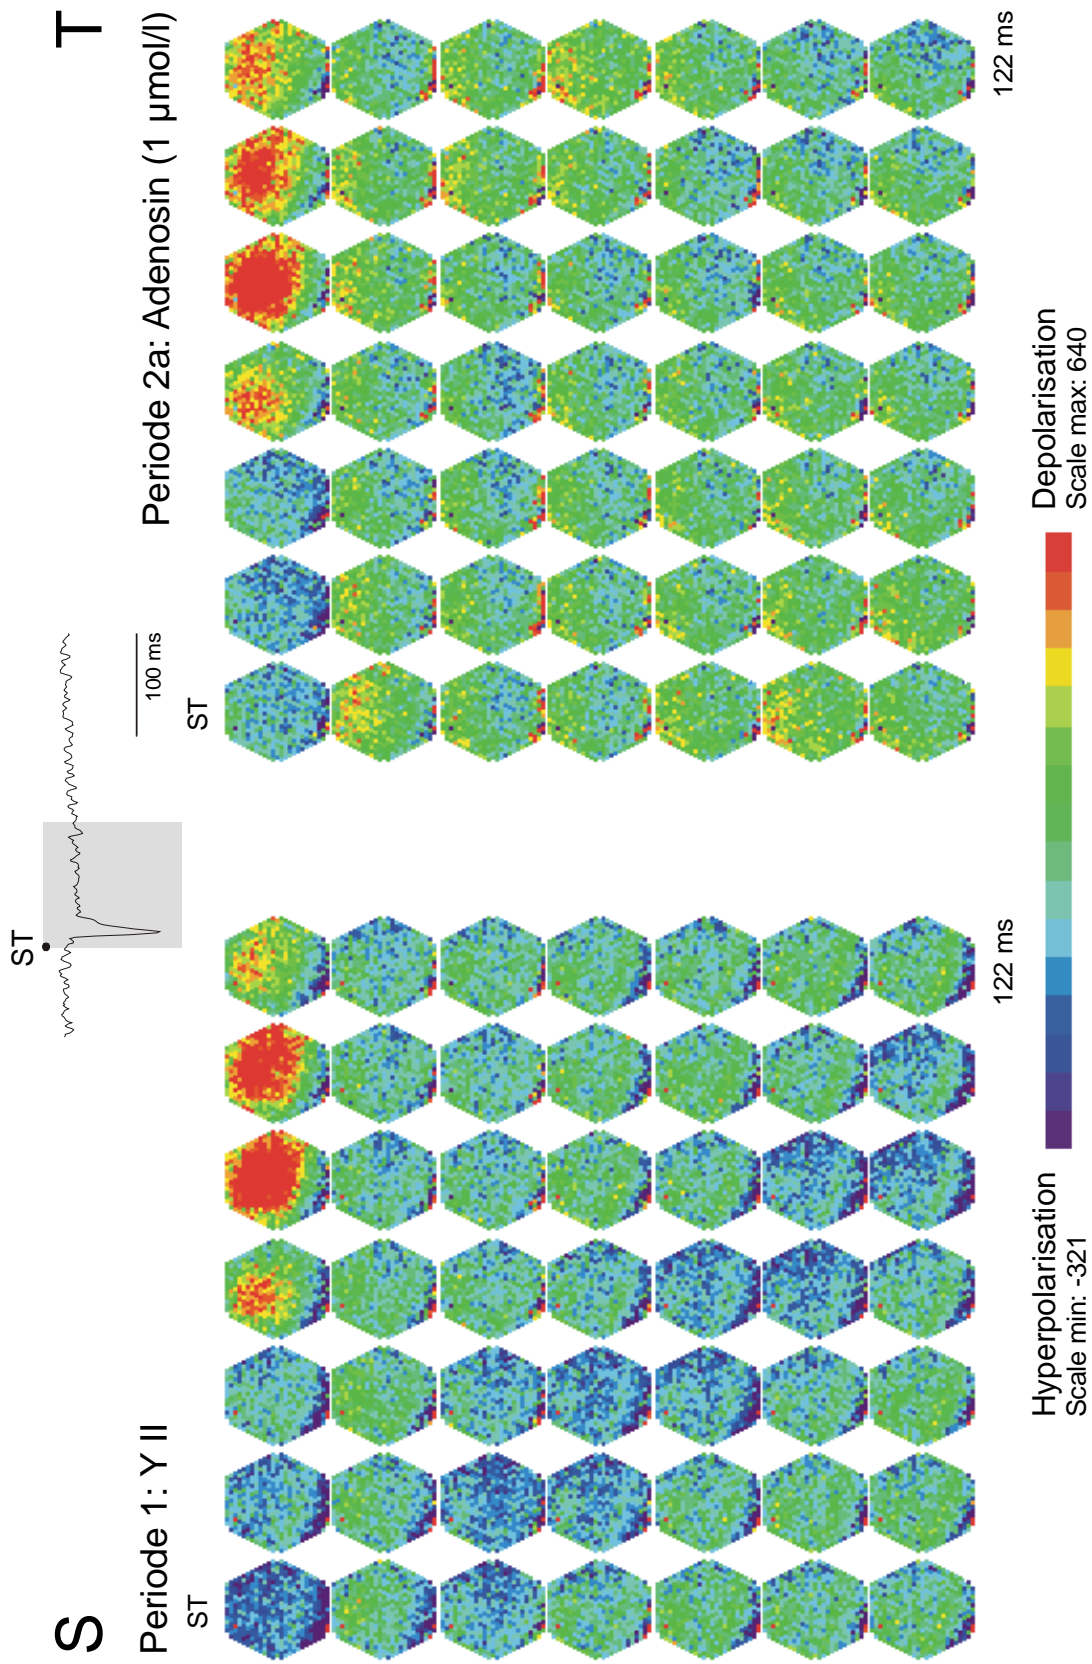 S
T
ST
100 ms
Periode 1: Y II
Periode 2a: Adenosin (1 µmol/l)
ST
ST
122 ms
122 ms
Hyperpolarisation
Scale min: -321
Depolarisation
Scale max: 640